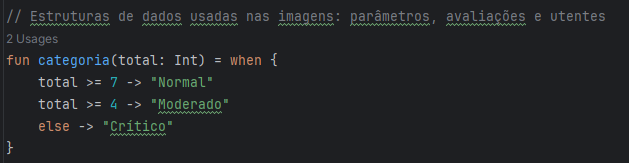 // Estruturas de dados usadas nas imagens: parâmetros, avaliações e utentes
2 Usages
fun categoria(total: Int) = when {
    total >= 7 -> "Normal"
    total >= 4 -> "Moderado"
    else -> "Crítico"
}